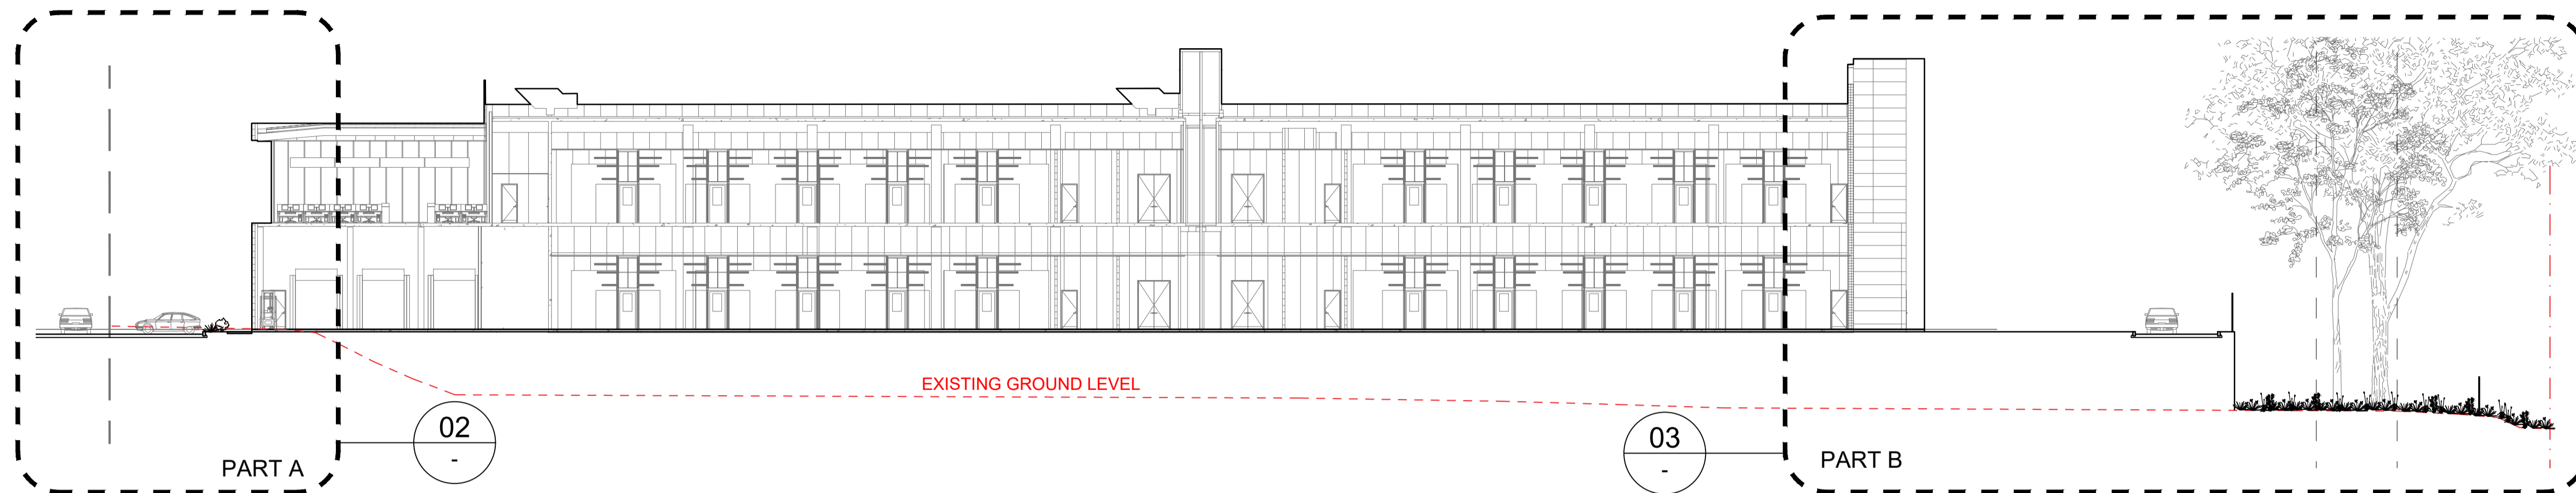 EXISTING GROUND LEVEL
02
-
03
-
PART A
PART B